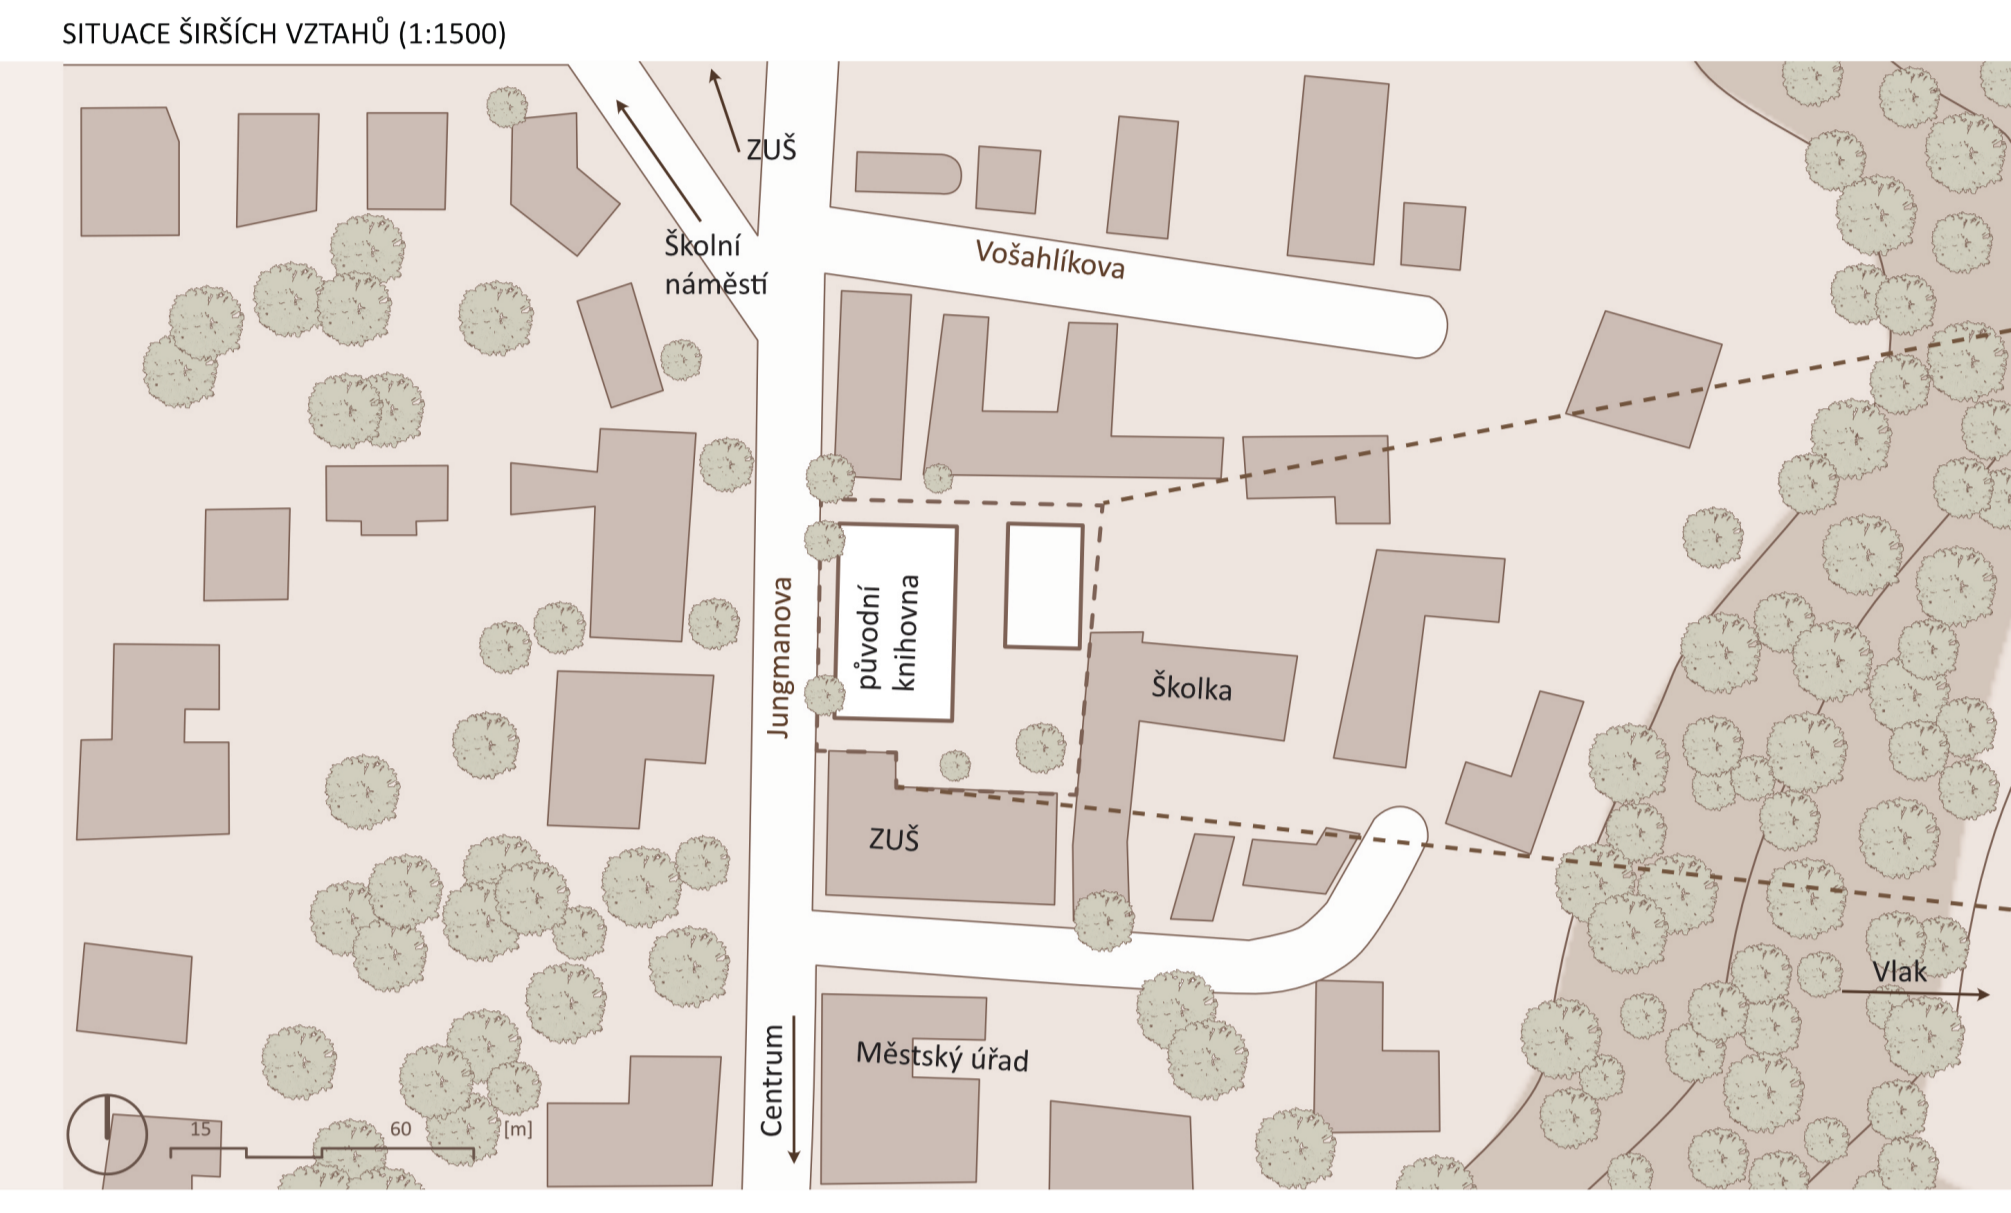 SITUACE ŠIRŠÍCH VZTAHŮ (1:1500)
ZUŠ
Školní
náměstí
Vošahlíkova
Jungmanova
původní
knihovna
Školka
ZUŠ
Vlak
Centrum
Městský úřad
15 60 [m]